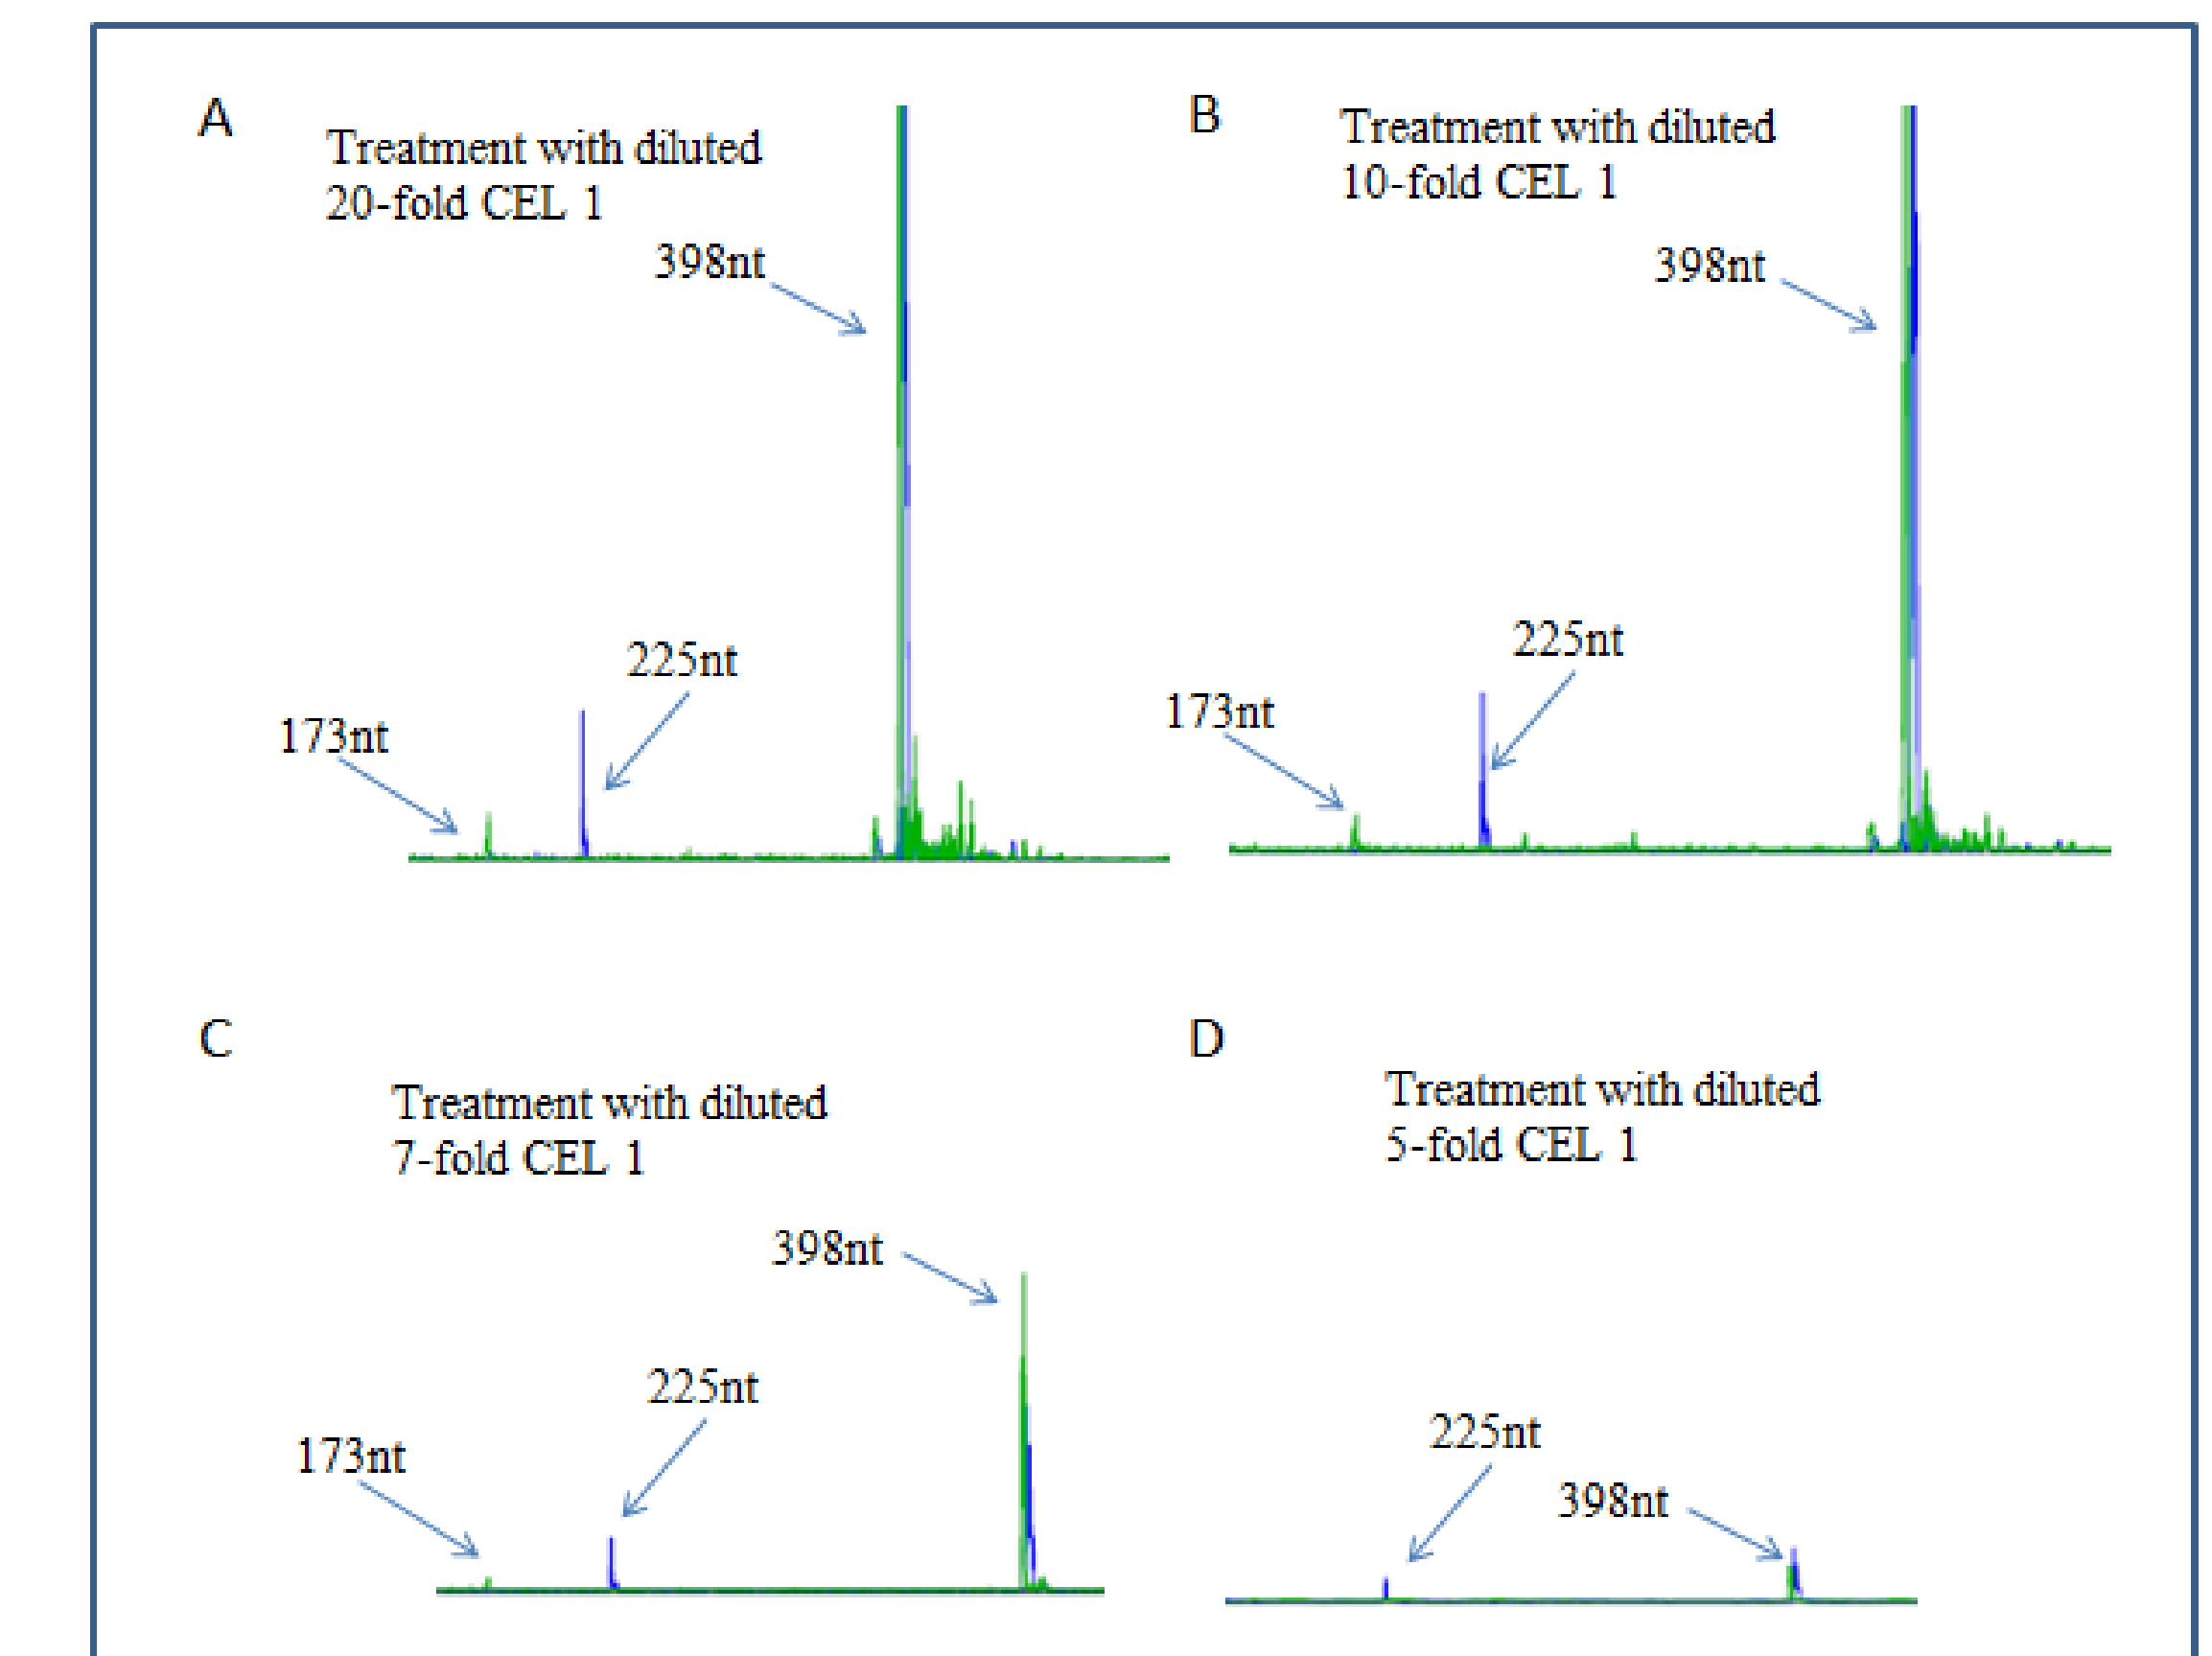 A
Treatment with diluted
20-fold CEL 1
398nt
225nt
173nt
B
Treatment with diluted
10-fold CEL 1
398nt
225nt
173nt
C
Treatment with diluted
7-fold CEL 1
398nt
225nt
173nt
D
Treatment with diluted
5-fold CEL 1
225nt
398nt